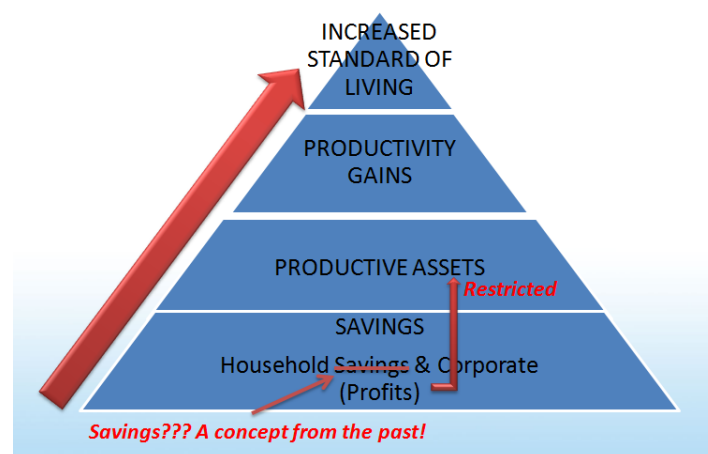 INCREASED
STANDARD OF
LIVING
PRODUCTIVITY
GAINS
PRODUCTIVE ASSETS
Restricted
SAVINGS
Household Savings & Corporate
(Profits)
Savings??? A concept from the past!